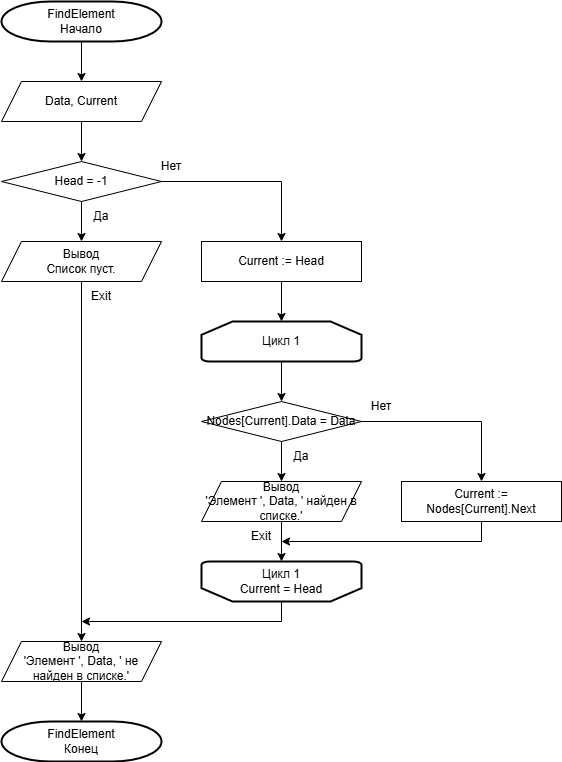 FindElement
Начало
Data, Current
Head = -1
Нет
Да
Вывод
Список пуст.
Exit
Current := Head
Цикл 1
Nodes[Current].Data = Data
Нет
Да
Вывод
'Элемент ', Data, ' найден в
списке.'
Current :=
Nodes[Current].Next
Exit
Цикл 1
Current = Head
Вывод
'Элемент ', Data, ' не
найден в списке.'
FindElement
Конец